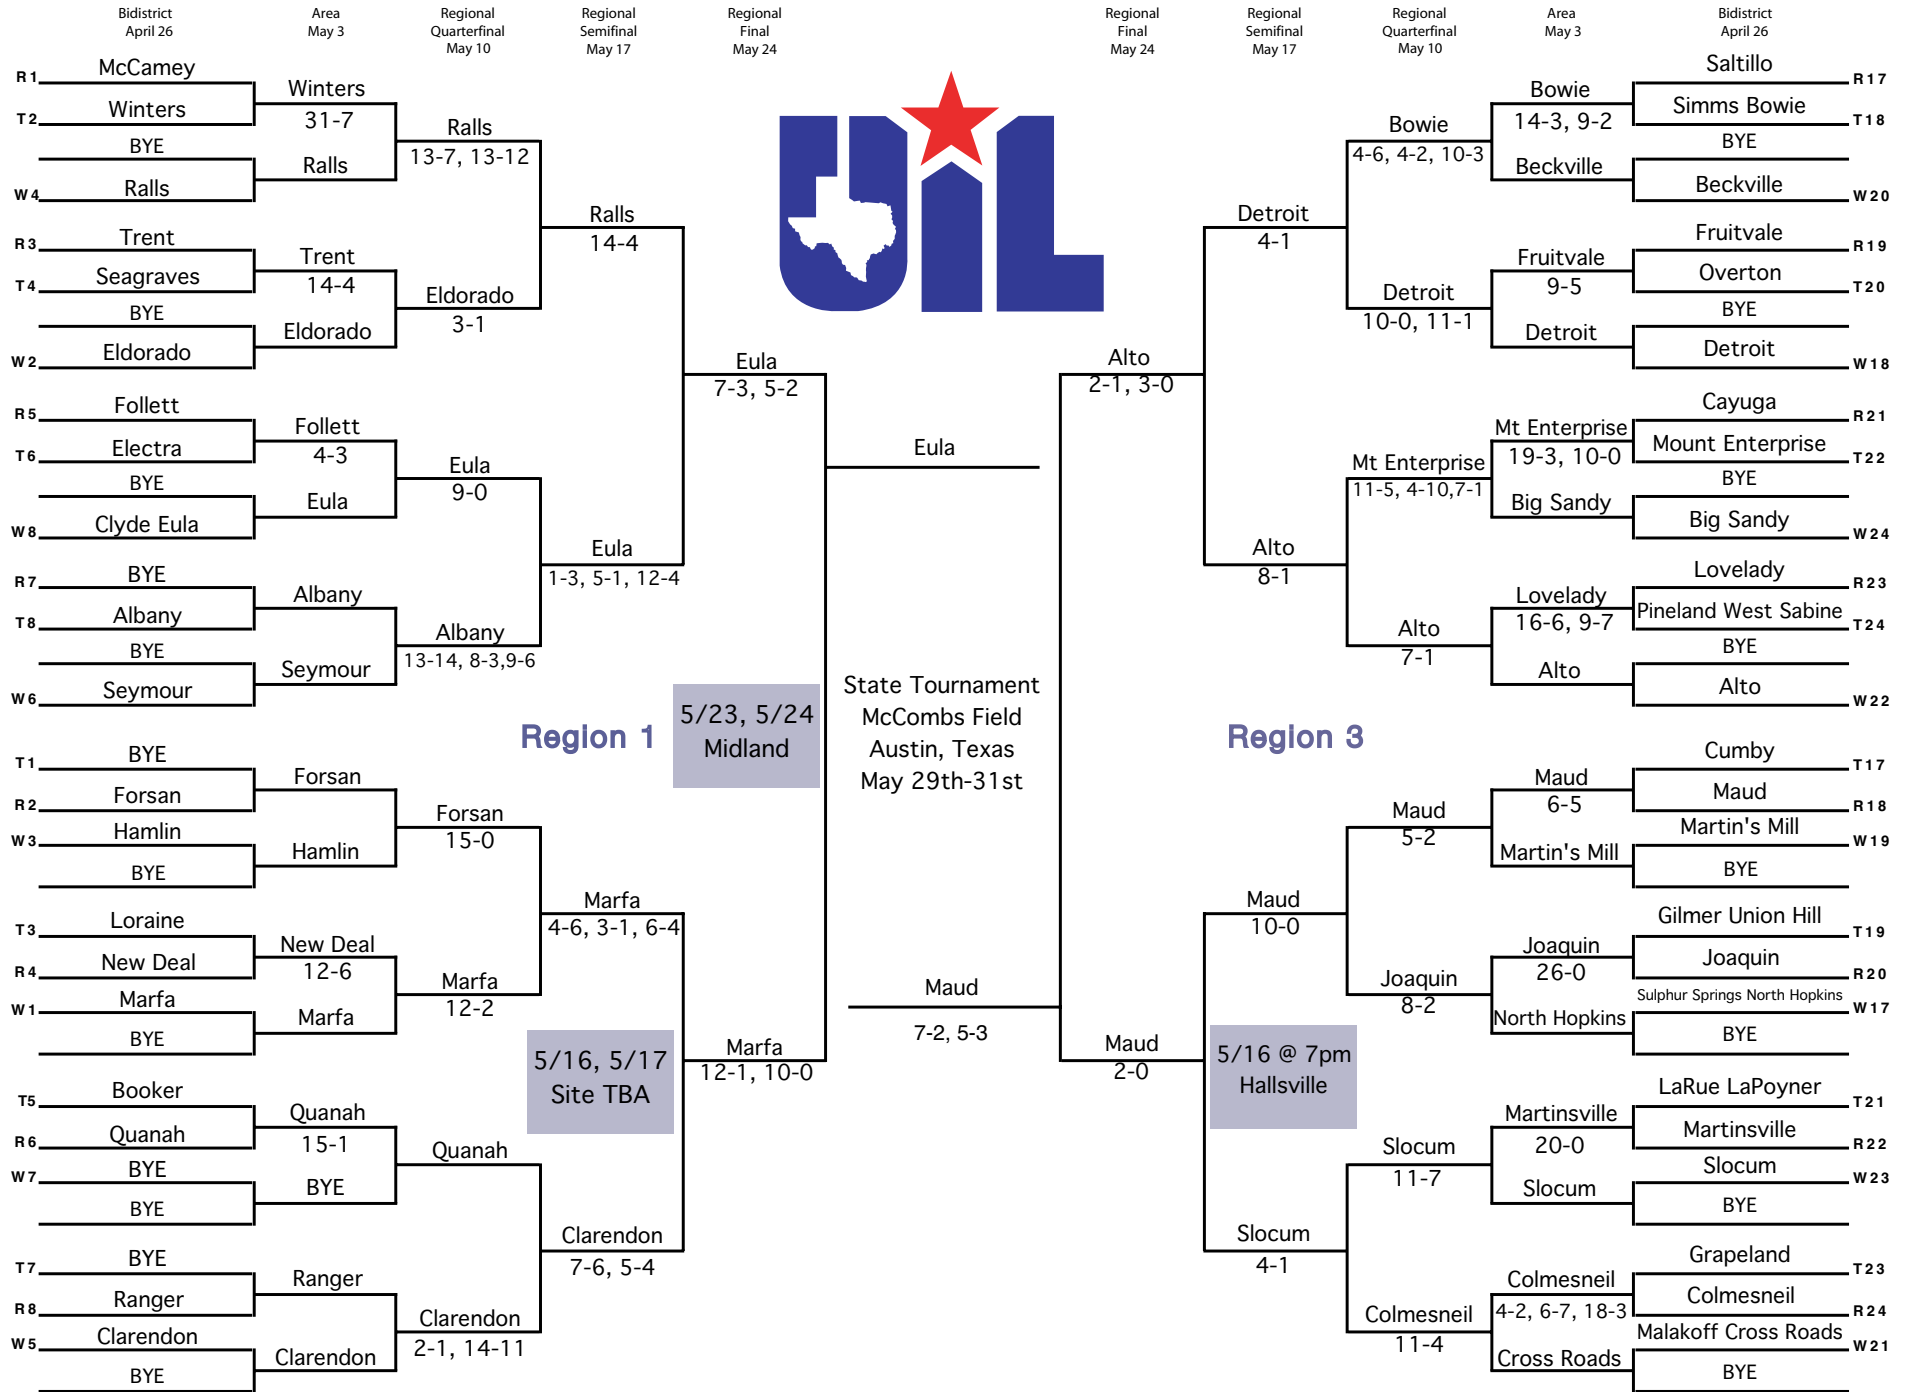 Bidistrict
April 26
Area
May 3
Regional
Quarterfinal
May 10
Regional
Semifinal
May 17
Regional
Final
May 24
Regional
Final
May 24
Regional
Semifinal
May 17
Regional
Quarterfinal
May 10
Area
May 3
Bidistrict
April 26
R1
McCamey
T2
Winters
BYE
W4
Ralls
R3
Trent
T4
Seagraves
BYE
W2
Eldorado
R5
Follett
T6
Electra
BYE
W8
Clyde Eula
R7
BYE
T8
Albany
BYE
W6
Seymour
T1
BYE
R2
Forsan
W3
Hamlin
BYE
T3
Loraine
R4
New Deal
W1
Marfa
BYE
T5
Booker
R6
Quanah
W7
BYE
BYE
T7
BYE
R8
Ranger
W5
Clarendon
BYE
Winters
31-7
Ralls
Trent
14-4
Eldorado
Follett
4-3
Eula
Albany
Seymour
Forsan
Hamlin
New Deal
12-6
Marfa
Quanah
15-1
BYE
Ranger
Clarendon
Ralls
13-7, 13-12
Eldorado
3-1
Eula
9-0
Albany
13-14, 8-3,9-6
Forsan
15-0
Marfa
12-2
Quanah
Clarendon
2-1, 14-11
Ralls
14-4
Eula
1-3, 5-1, 12-4
Region 1
Marfa
4-6, 3-1, 6-4
5/16, 5/17
Site TBA
Clarendon
7-6, 5-4
Eula
7-3, 5-2
5/23, 5/24
Midland
Marfa
12-1, 10-0
UIL
Eula
State Tournament
McCombs Field
Austin, Texas
May 29th-31st
Maud
7-2, 5-3
Alto
2-1, 3-0
Maud
2-0
Detroit
4-1
Alto
8-1
Region 3
Maud
10-0
5/16 @ 7pm
Hallsville
Slocum
4-1
Bowie
4-6, 4-2, 10-3
Detroit
10-0, 11-1
Mt Enterprise
11-5, 4-10,7-1
Alto
7-1
Maud
5-2
Joaquin
8-2
Slocum
11-7
Colmesneil
11-4
Bowie
14-3, 9-2
Beckville
Fruitvale
9-5
Detroit
Mt Enterprise
19-3, 10-0
Big Sandy
Lovelady
16-6, 9-7
Alto
Maud
6-5
Martin's Mill
Joaquin
26-0
North Hopkins
Martinsville
20-0
Slocum
Colmesneil
4-2, 6-7, 18-3
Cross Roads
Saltillo
R17
Simms Bowie
T18
BYE
Beckville
W20
Fruitvale
R19
Overton
T20
BYE
Detroit
W18
Cayuga
R21
Mount Enterprise
T22
BYE
Big Sandy
W24
Lovelady
R23
Pineland West Sabine
T24
BYE
Alto
W22
Cumby
T17
Maud
R18
Martin's Mill
W19
BYE
Gilmer Union Hill
T19
Joaquin
R20
Sulphur Springs North Hopkins
W17
BYE
LaRue LaPoyner
T21
Martinsville
R22
Slocum
W23
BYE
Grapeland
T23
Colmesneil
R24
Malakoff Cross Roads
W21
BYE